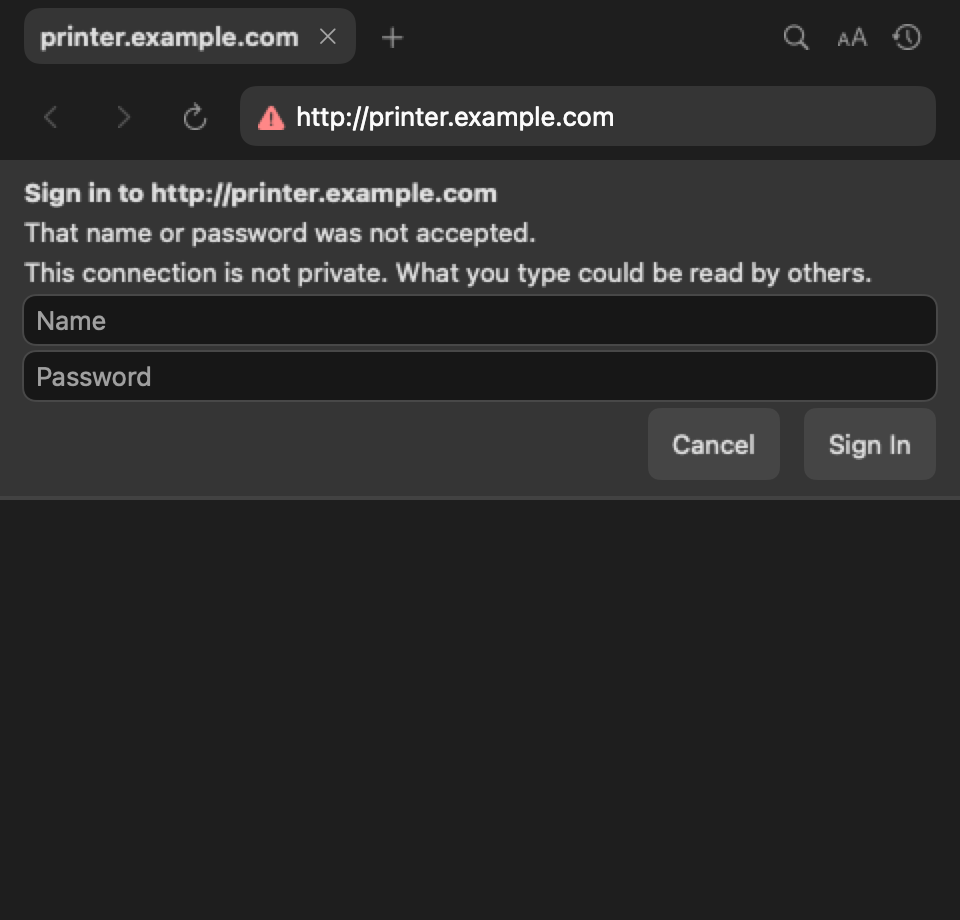 printer.example.com
AA
http://printer.example.com
Sign in to http://printer.example.com
That name or password was not accepted.
This connection is not private. What you type could be read by others.
Name
Password
Cancel
Sign In